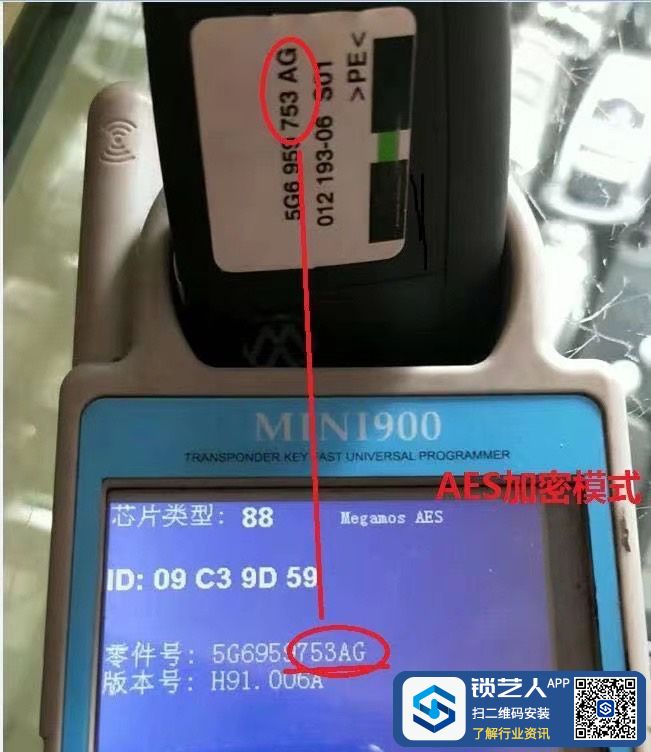 5G6 959 753 AG
012 193-06 S01
>PE<
MINI900
TRANSPONDER KEY FAST UNIVERSAL PROGRAMMER
AES加密模式
芯片类型: 88 Megamos AES
ID: 09 C3 9D 59
零件号: 5G6959753AG
版本号: H91.006A
锁艺人APP
扫二维码安装
了解行业资讯